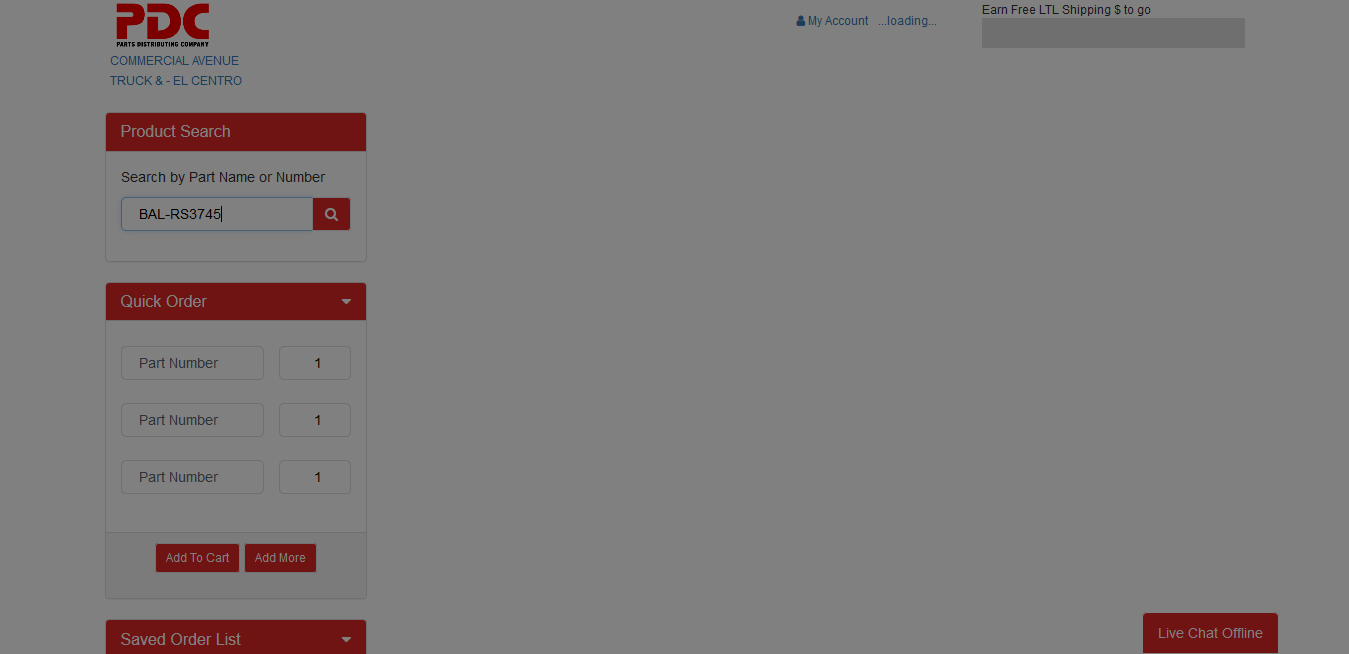 PDC
PARTS DISTRIBUTING COMPANY
COMMERCIAL AVENUE
TRUCK & - EL CENTRO
My Account ...loading...
Earn Free LTL Shipping $ to go
Product Search
Search by Part Name or Number
BAL-RS3745
Quick Order
Part Number 1
Part Number 1
Part Number 1
Add To Cart Add More
Saved Order List
Live Chat Offline